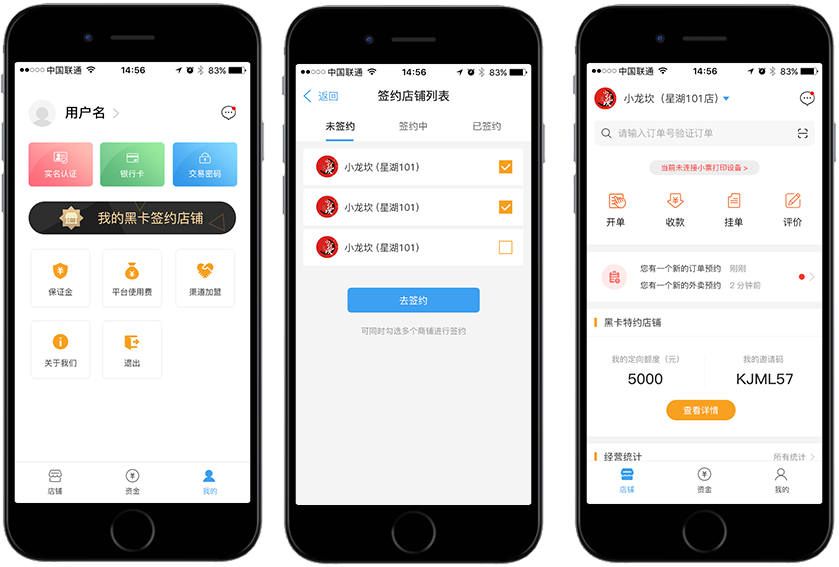 中国联通 14:56 83%
用户名
实名认证 银行卡 交易密码
我的黑卡签约店铺
保证金 平台使用费 渠道加盟
关于我们 退出
店铺 资金 我的
中国联通 14:56 83%
返回 签约店铺列表
未签约 签约中 已签约
小龙坎 (星湖101)
小龙坎 (星湖101)
小龙坎 (星湖101)
去签约
可同时勾选多个商铺进行签约
中国联通 14:56 83%
小龙坎（星湖101店）
请输入订单号验证订单
当前未连接小票打印设备 >
开单 收款 挂单 评价
您有一个新的订单预约 刚刚
您有一个新的外卖预约 2 分钟前
黑卡特约店铺
我的定向额度（元） 我的邀请码
5000 KJML57
查看详情
经营统计 所有统计
店铺 资金 我的